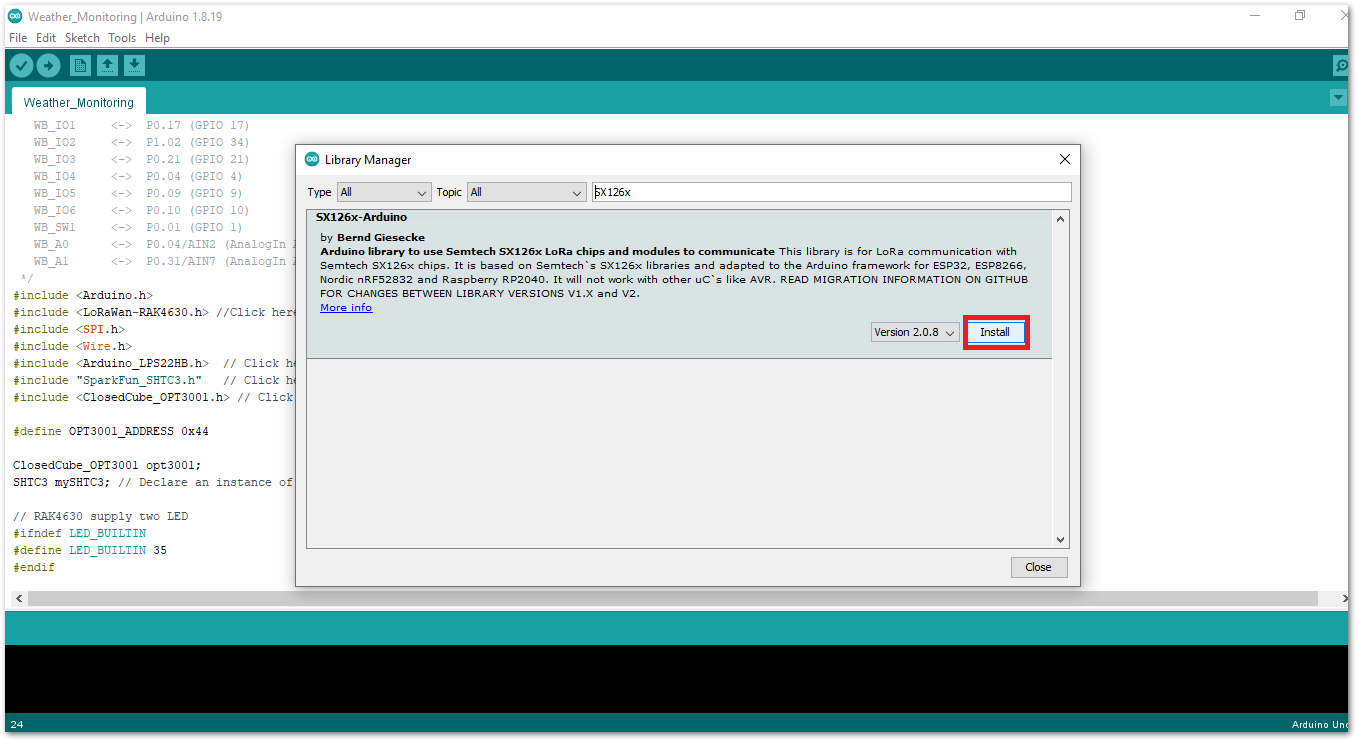 Weather_Monitoring | Arduino 1.8.19
File Edit Sketch Tools Help
Weather_Monitoring
WB_IO1 <-> P0.17 (GPIO 17)
WB_IO2 <-> P1.02 (GPIO 34)
WB_IO3 <-> P0.21 (GPIO 21)
WB_IO4 <-> P0.04 (GPIO 4)
WB_IO5 <-> P0.09 (GPIO 9)
WB_IO6 <-> P0.10 (GPIO 10)
WB_SW1 <-> P0.01 (GPIO 1)
WB_A0 <-> P0.04/AIN2 (AnalogIn
WB_A1 <-> P0.31/AIN7 (AnalogIn
*/
#include <Arduino.h>
#include <LoRaWan-RAK4630.h> //Click here
#include <SPI.h>
#include <Wire.h>
#include <Arduino_LPS22HB.h> // Click
#include "SparkFun_SHTC3.h" // Click
#include <ClosedCube_OPT3001.h> // Click
#define OPT3001_ADDRESS 0x44
ClosedCube_OPT3001 opt3001;
SHTC3 mySHTC3; // Declare an instance of
// RAK4630 supply two LED
#ifndef LED_BUILTIN
#define LED_BUILTIN 35
#endif
Library Manager
Type All Topic All SX126x
SX126x-Arduino
by Bernd Giesecke
Arduino library to use Semtech SX126x LoRa chips and modules to communicate This library is for LoRa communication with
Semtech SX126x chips. It is based on Semtech`s SX126x libraries and adapted to the Arduino framework for ESP32, ESP8266,
Nordic nRF52832 and Raspberry RP2040. It will not work with other uC`s like AVR. READ MIGRATION INFORMATION ON GITHUB
FOR CHANGES BETWEEN LIBRARY VERSIONS V1.X and V2.
More info
Version 2.0.8 Install
Close
24
Arduino